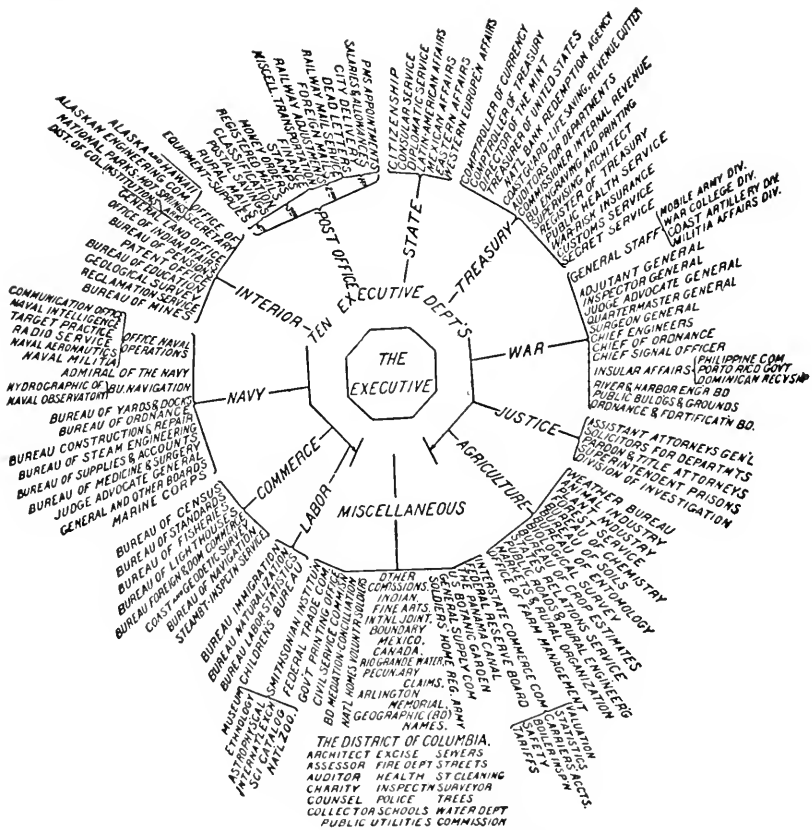 THE
EXECUTIVE
TEN EXECUTIVE DEPT'S
STATE
CITIZENSHIP
CONSULAR SERVICE
DIPLOMATIC SERVICE
LATIN-AMERICAN AFFAIRS
MEXICAN AFFAIRS
EASTERN AFFAIRS
WESTERN EUROPE'N AFFAIRS
TREASURY
COMPTROLLER OF CURRENCY
COMPTROLLER OF TREASURY
DIRECTOR OF THE MINT
TREASURER OF UNITED STATES
NAT'L BANK REDEMPTION AGENCY
COAST GUARD LIFE SAVING, REVENUE CUTTER
AUDITORS FOR DEPARTMENTS
COMMISSIONER INTERNAL REVENUE
SUPERVISING ARCHITECT
ENGRAVING AND PRINTING
REGISTER OF TREASURY
PUBLIC HEALTH SERVICE
WAR-RISK INSURANCE
CUSTOMS SERVICE
SECRET SERVICE
WAR
GENERAL STAFF
MOBILE ARMY DIV.
WAR COLLEGE DIV.
COAST ARTILLERY DIV.
MILITIA AFFAIRS DIV.
ADJUTANT GENERAL
INSPECTOR GENERAL
JUDGE ADVOCATE GENERAL
QUARTERMASTER GENERAL
SURGEON GENERAL
CHIEF ENGINEERS
CHIEF OF ORDNANCE
CHIEF SIGNAL OFFICER
INSULAR AFFAIRS
PHILIPPINE COM.
PORTO RICO GOVT
DOMINICAN RECVSHP
RIVER & HARBOR ENGR BD
PUBLIC BULDGS & GROUNDS
ORDNANCE & FORTIFICAT'N BD.
JUSTICE
ASSISTANT ATTORNEYS GEN'L
SOLICITORS FOR DEPARTM'TS
PARDON & TITLE ATTORNEYS
SUPERINTENDENT PRISONS
DIVISION OF INVESTIGATION
AGRICULTURE
WEATHER BUREAU
ANIMAL INDUSTRY
PLANT INDUSTRY
FOREST SERVICE
BUREAU OF CHEMISTRY
BUREAU OF SOILS
BUREAU OF ENTOMOLOGY
BIOLOGICAL SURVEY
BUREAU CROP ESTIMATES
STATES RELATIONS SERVICE
PUBLIC ROADS & RURAL ENGINEER'G
MARKETS & RURAL ORGANIZATION
OFFICE OF FARM MANAGEMENT
MISCELLANEOUS
INTERSTATE COMMERCE COM
VALUATION
STATISTICS
CARRIERS ACCTS.
BOILER INSP'N
SAFETY
TARIFFS
FEDERAL RESERVE BOARD
THE PANAMA CANAL
U.S BOTANIC GARDEN
GENERAL SUPPLY COM
SOLDIERS' HOME REG. ARMY
OTHER
COMISSIONS.
INDIAN.
FINE ARTS.
INT'NL JOINT.
BOUNDARY
MEXICO.
CANADA.
RIO GRANDE WATER.
PECUNARY
CLAIMS.
ARLINGTON
MEMORIAL.
GEOGRAPHIC (BD)
NAMES.
NAT'L HOMES VOLUNT'R SOLDIERS
BD MEDIATION CONCILIATION
CIVIL SERVICE COM'SN
GOV'T PRINTING OFFICE
FEDERAL TRADE COM.
SMITHSONIAN INSTITU'N
MUSEUM
ETHNOLOGY
ASTROPHYSICAL
INTERNAT'L EXCH
SCI CATALOG
NAT'L ZOO.
THE DISTRICT OF COLUMBIA.
ARCHITECT EXCISE SEWERS
ASSESSOR FIRE DEPT STREETS
AUDITOR HEALTH ST CLEANING
CHARITY INSPECT'N SURVEYOR
COUNSEL POLICE TREES
COLLECTOR SCHOOLS WATER DEPT
PUBLIC UTILITIES COMMISSION
LABOR
BUREAU IMMIGRATION
BUREAU NATURALIZATION
BUREAU LABOR STATISTICS
CHILDRENS BUREAU
COMMERCE
BUREAU OF CENSUS
BUREAU OF STANDARDS
BUREAU OF FISHERIES
BUREAU OF LIGHTHOUSES
BUREAU FOREIGN DOM COMMERCE
COAST AND GEODETIC SURVEY
BUREAU OF NAVIGATION
STEAMBT-INSPC'IN SERVICE
NAVY
OFFICE NAVAL
OPERATIONS
COMMUNICATION OFFICE
NAVAL INTELLIGENCE
TARGET PRACTICE
RADIO SERVICE
NAVAL AERONAUTICS
NAVAL MILITIA
ADMIRAL OF THE NAVY
BU. NAVIGATION
HYDROGRAPHIC OF
NAVAL OBSERVATORY
BUREAU OF YARDS & DOCKS
BUREAU OF ORDNANCE
BUREAU CONSTRUCTION & REPAIR
BUREAU OF STEAM ENGINEERING
BUREAU OF SUPPLIES & ACCOUNTS
BUREAU OF MEDICINE & SURGERY
JUDGE ADVOCATE GENERAL
GENERAL AND OTHER BOARDS
MARINE CORPS
INTERIOR
OFFICE OF
SECRETARY
ALASKA AND HAWAII
ALASKAN ENGINEERING COM
NATIONAL PARKS, HOT SPRINGS
DIST. OF COL. INSTITUTIONS
GENERAL LAND OFFICE
OFFICE OF INDIAN AFFAIRS
BUREAU OF PENSIONS
PATENT OFFICE
BUREAU OF EDUCATION
GEOLOGICAL SURVEY
RECLAMATION SERVICE
BUREAU OF MINES
POST OFFICE
P'MS APPOINTMENTS
SALARIES & ALLOWANCES
CITY DELIVERY
DEAD LETTERS
RAILWAY MAIL SERVICE
FOREIGN MAILS
RAILWAY ADJUSTMENTS
MISCELL. TRANSPORTATION
FINANCE
STAMPS
MONEY ORDERS
REGISTERED MAILS
CLASSIFICATION
POSTAL SAVINGS
RURAL MAILS
SUPPLIES
EQUIPMENT